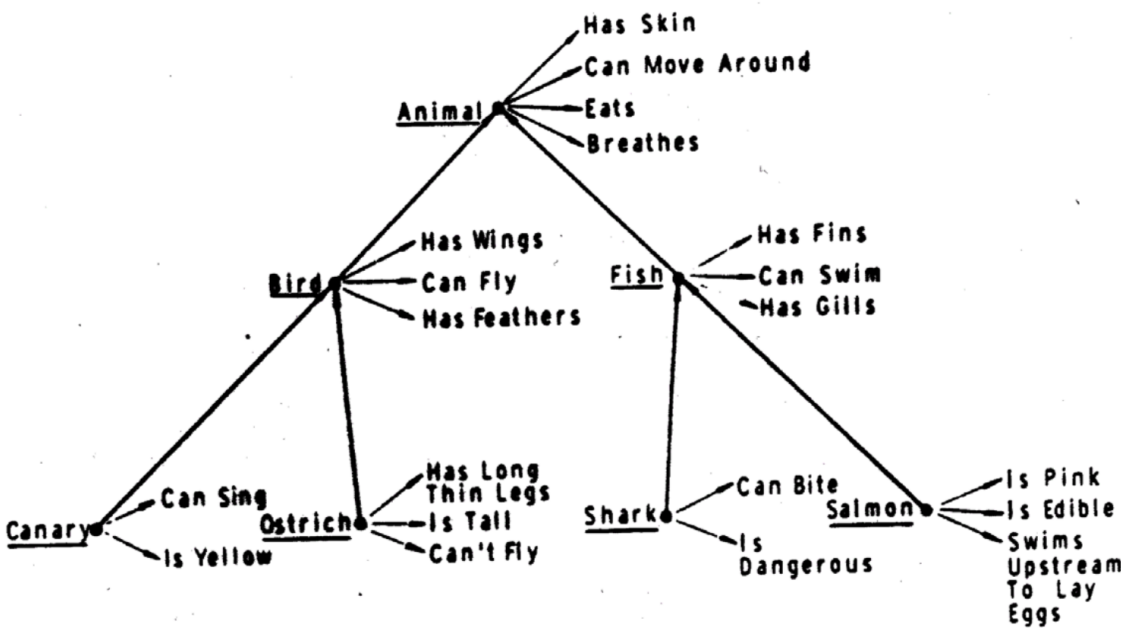 Has Skin
Can Move Around
Animal
Eats
Breathes
Has Wings
Bird
Can Fly
Has Feathers
Has Fins
Fish
Can Swim
Has Gills
Can Sing
Canary
Is Yellow
Has Long
Thin Legs
Ostrich
Is Tall
Can't Fly
Can Bite
Shark
Is
Dangerous
Is Pink
Salmon
Is Edible
Swims
Upstream
To Lay
Eggs